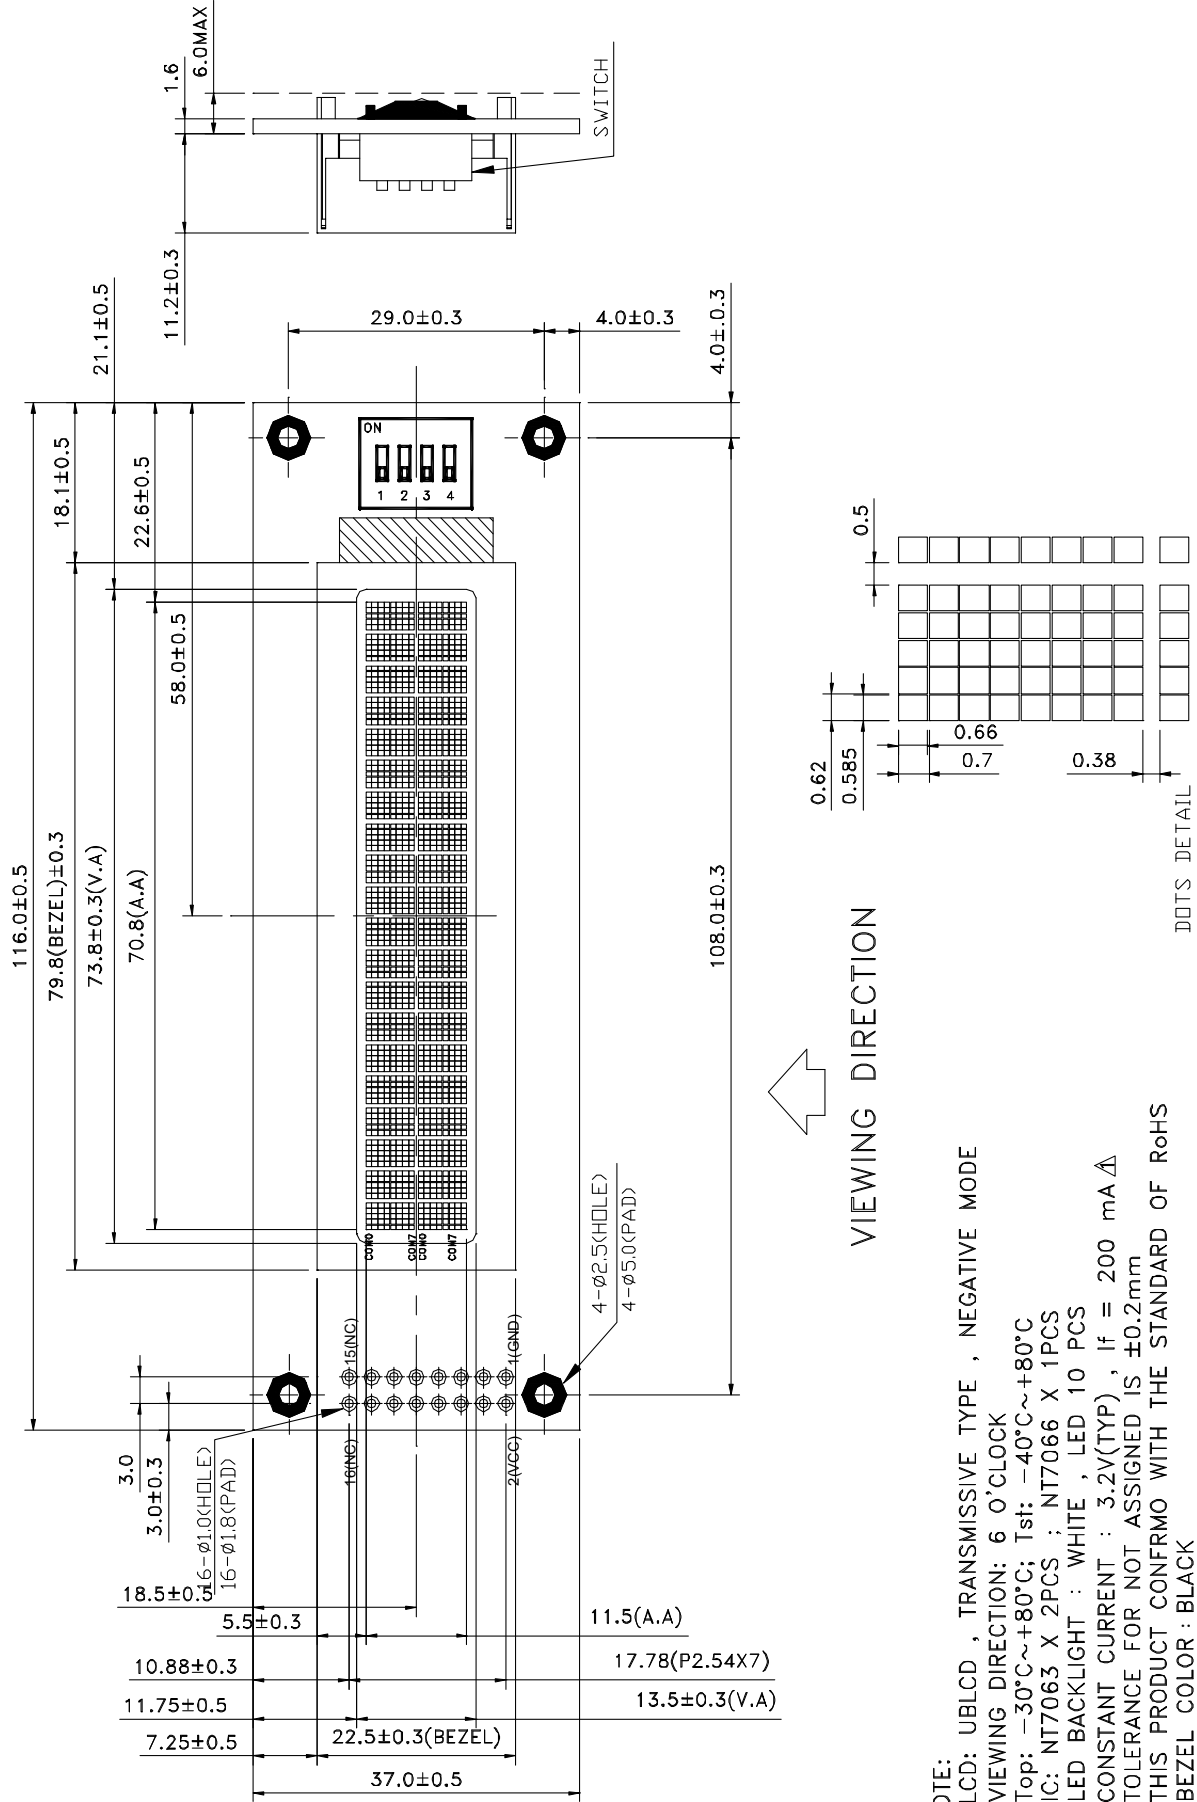 1.6
6.0MAX
SWITCH
11.2±0.3
21.1±0.5
18.1±0.5
22.6±0.5
58.0±0.5
29.0±0.3
4.0±0.3
4.0±.0.3
ON
1 2 3 4
116.0±0.5
79.8(BEZEL)±0.3
73.8±0.3(V.A)
70.8(A.A)
108.0±0.3
0.5
0.62
0.585
0.66
0.7
0.38
DOTS DETAIL
VIEWING DIRECTION
COM0
COM7
COM0
COM7
15(NC)
1(GND)
16(NC)
2(VCC)
4-Ø2.5(HOLE)
4-Ø5.0(PAD)
3.0
3.0±0.3
16-Ø1.0(HOLE)
16-Ø1.8(PAD)
18.5±0.5
5.5±0.3
11.5(A.A)
10.88±0.3
17.78(P2.54X7)
11.75±0.5
13.5±0.3(V.A)
7.25±0.5
22.5±0.3(BEZEL)
37.0±0.5
OTE:
LCD: UBLCD , TRANSMISSIVE TYPE , NEGATIVE MODE
VIEWING DIRECTION: 6 O'CLOCK
Top: -30°C~+80°C; Tst: -40°C~+80°C
IC: NT7063 X 2PCS ; NT7066 X 1PCS
LED BACKLIGHT : WHITE , LED 10 PCS
CONSTANT CURRENT : 3.2V(TYP) , If = 200 mA 1
TOLERANCE FOR NOT ASSIGNED IS ±0.2mm
THIS PRODUCT CONFRMO WITH THE STANDARD OF RoHS
BEZEL COLOR : BLACK